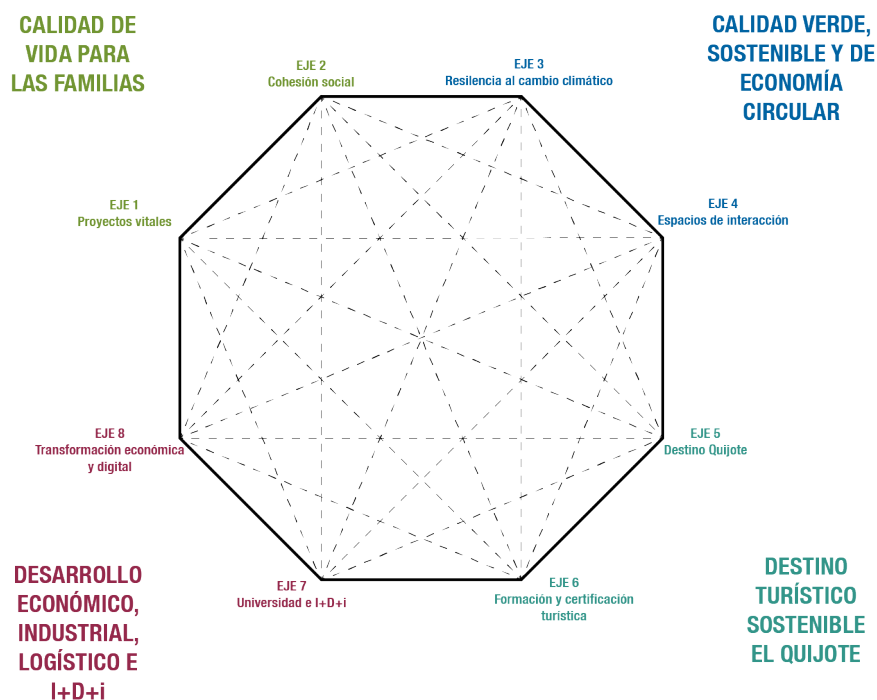 CALIDAD DE
VIDA PARA
LAS FAMILIAS
CALIDAD VERDE,
SOSTENIBLE Y DE
ECONOMÍA
CIRCULAR
EJE 2
Cohesión social
EJE 3
Resilencia al cambio climático
EJE 1
Proyectos vitales
EJE 4
Espacios de interacción
EJE 8
Transformación económica
y digital
EJE 5
Destino Quijote
EJE 7
Universidad e I+D+i
EJE 6
Formación y certificación
turística
DESARROLLO
ECONÓMICO,
INDUSTRIAL,
LOGÍSTICO E
I+D+i
DESTINO
TURÍSTICO
SOSTENIBLE
EL QUIJOTE